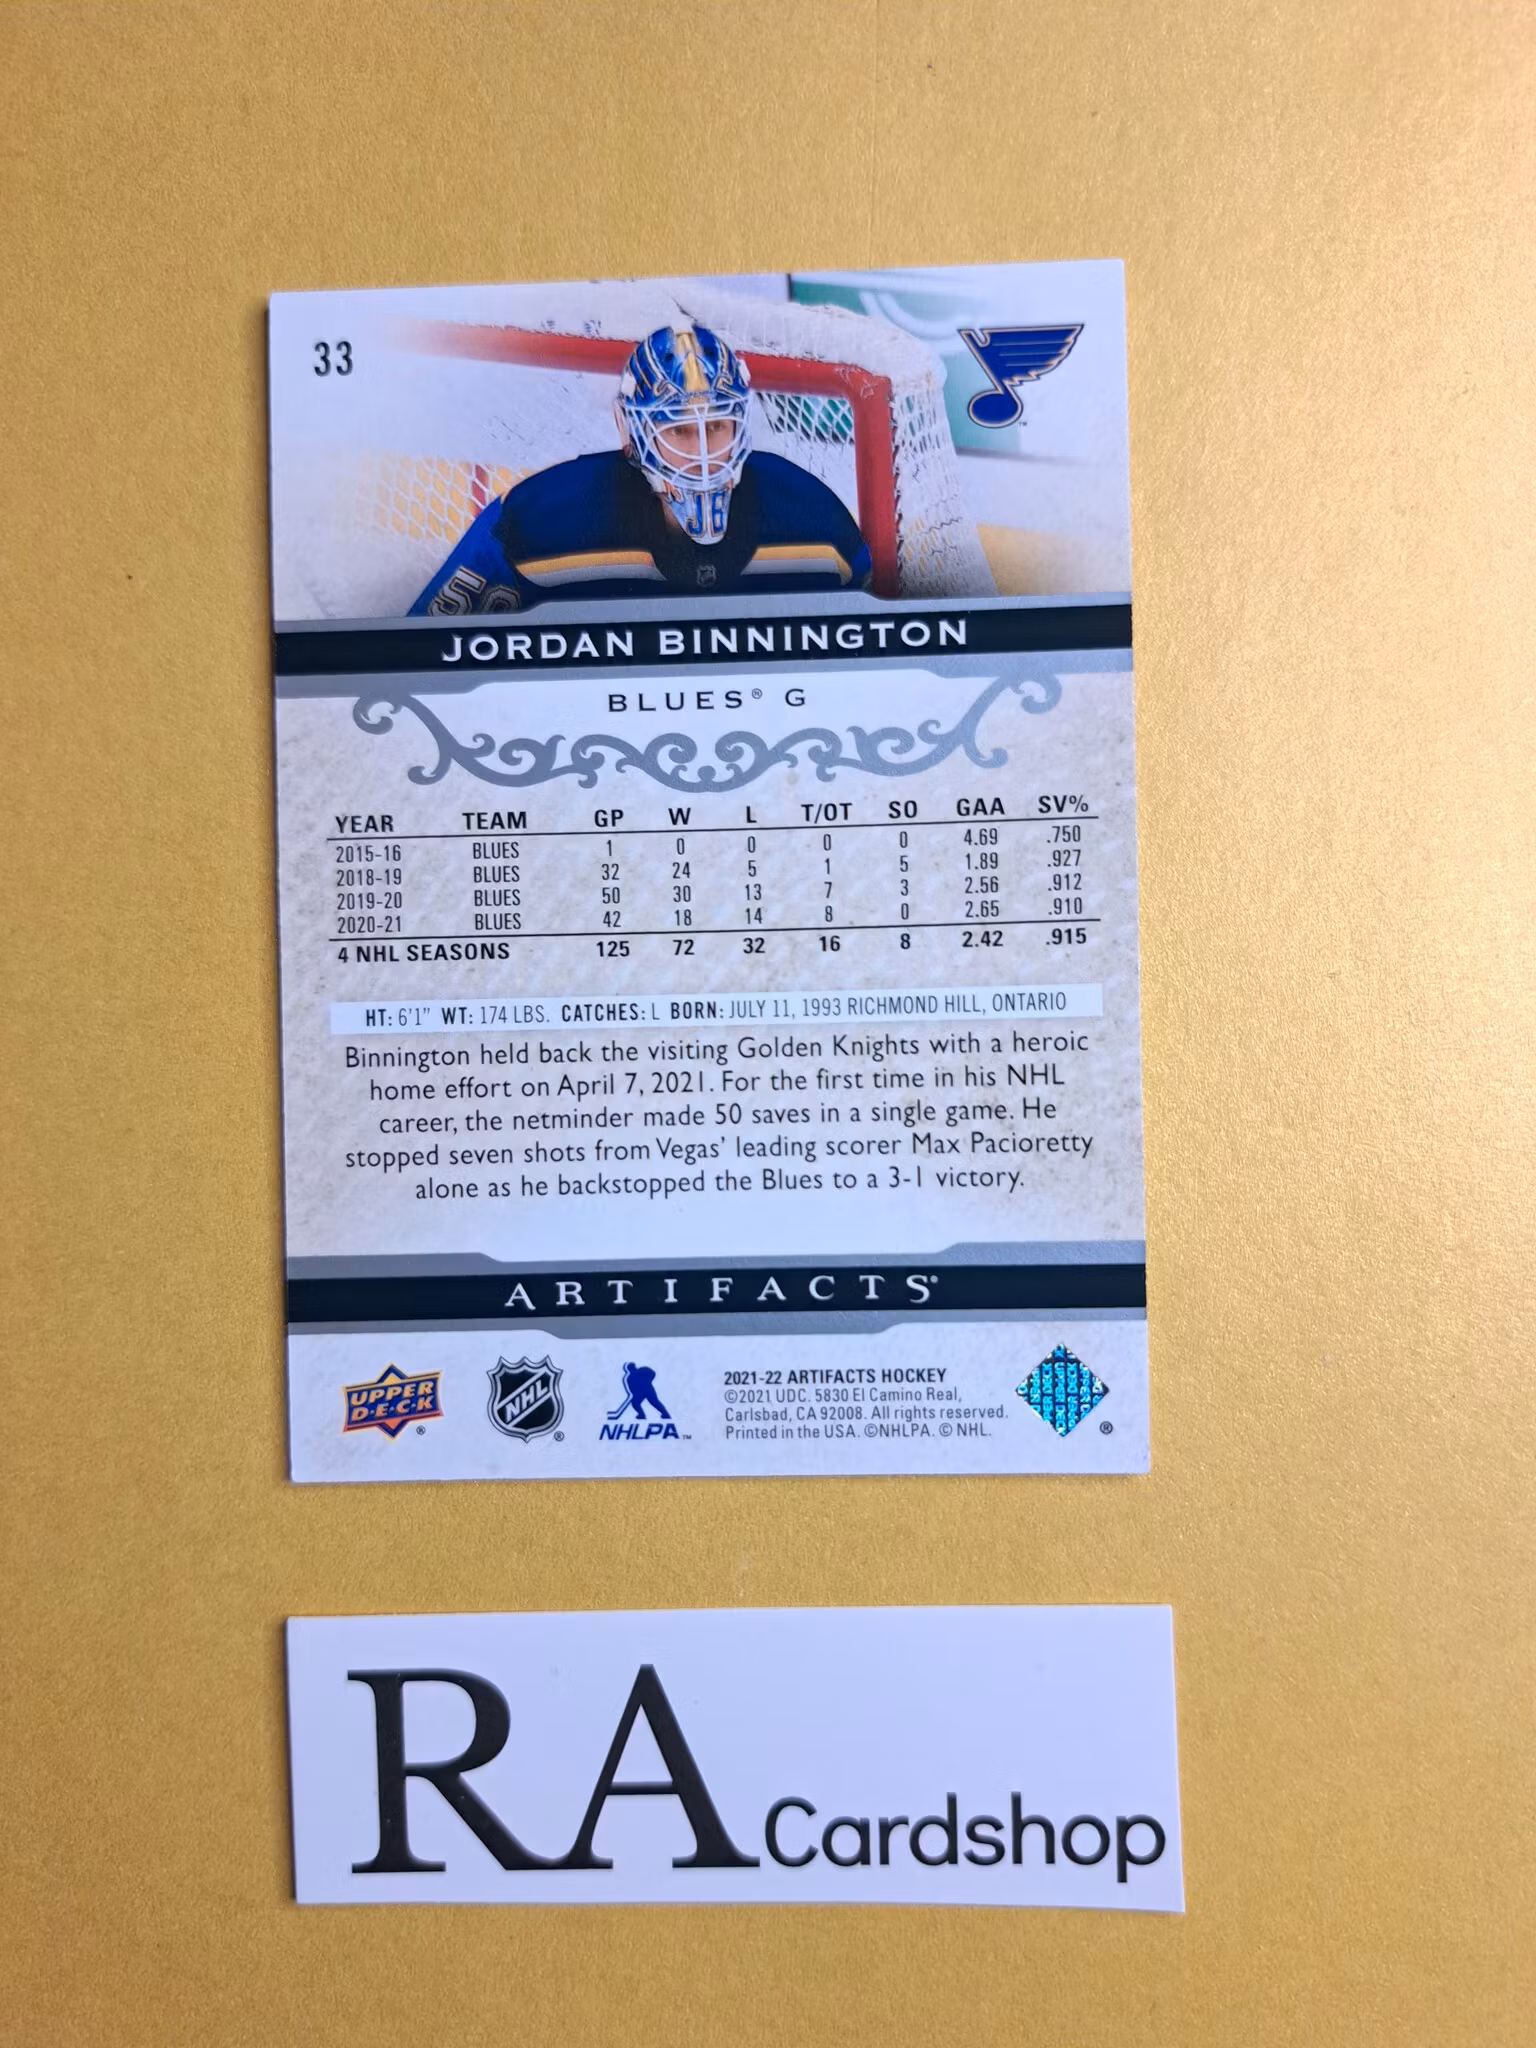 33
JB
50
JORDAN BINNINGTON
BLUES® G
YEAR TEAM GP W L T/OT SO GAA SV%
2015-16 BLUES 1 0 0 0 0 4.69 .750
2018-19 BLUES 32 24 5 1 5 1.89 .927
2019-20 BLUES 50 30 13 7 3 2.56 .912
2020-21 BLUES 42 18 14 8 0 2.65 .910
4 NHL SEASONS 125 72 32 16 8 2.42 .915
HT: 6'1" WT: 174 LBS. CATCHES: L BORN: JULY 11, 1993 RICHMOND HILL, ONTARIO
Binnington held back the visiting Golden Knights with a heroic
home effort on April 7, 2021. For the first time in his NHL
career, the netminder made 50 saves in a single game. He
stopped seven shots from Vegas' leading scorer Max Pacioretty
alone as he backstopped the Blues to a 3-1 victory.
ARTIFACTS®
UPPER
D·E·C·K
®
NHL
®
NHLPA™
2021-22 ARTIFACTS HOCKEY
©2021 UDC. 5830 El Camino Real,
Carlsbad, CA 92008. All rights reserved.
Printed in the USA. ©NHLPA. © NHL.
®
RA Cardshop